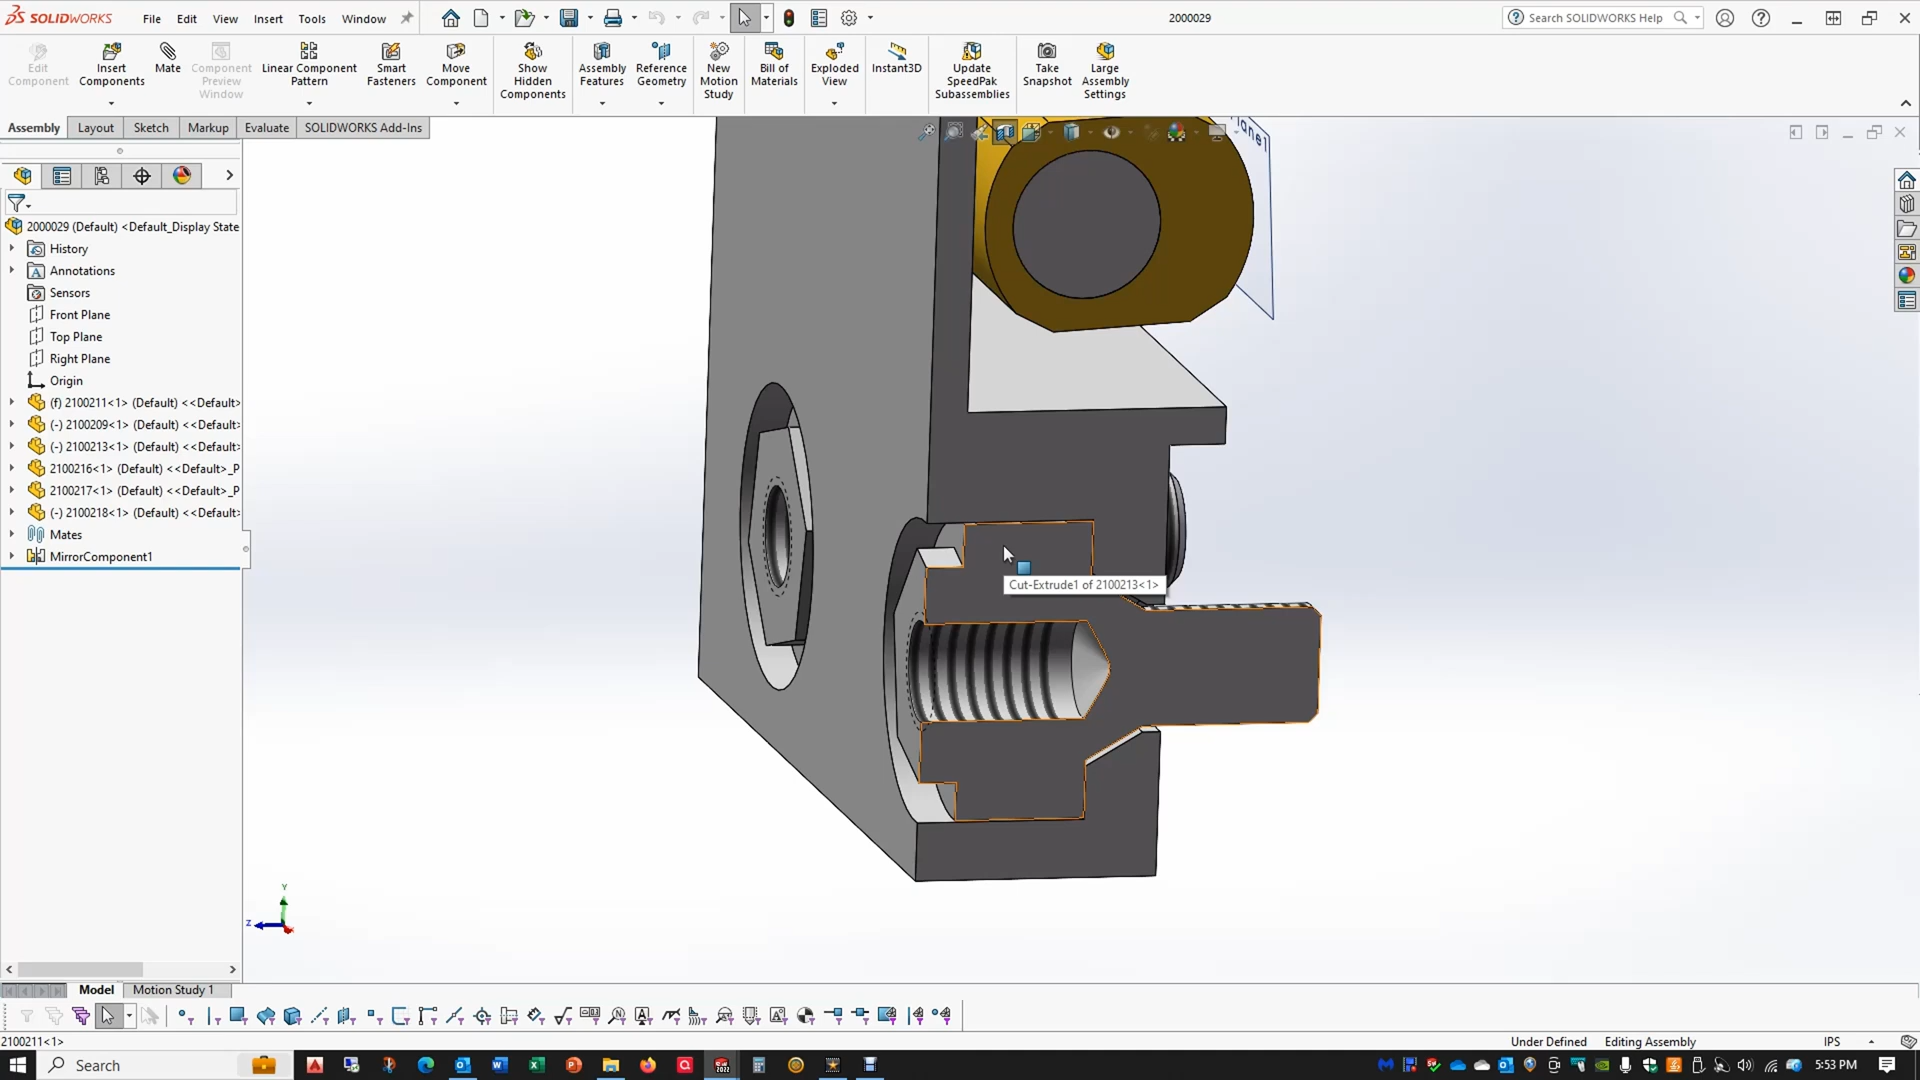 SOLIDWORKS
File Edit View Insert Tools Window
2000029
Search SOLIDWORKS Help
Edit Component
Insert Components
Mate
Component Preview Window
Linear Component Pattern
Smart Fasteners
Move Component
Show Hidden Components
Assembly Features
Reference Geometry
New Motion Study
Bill of Materials
Exploded View
Instant3D
Update SpeedPak Subassemblies
Take Snapshot
Large Assembly Settings
Assembly Layout Sketch Markup Evaluate SOLIDWORKS Add-Ins
2000029 (Default) <Default_Display State
History
Annotations
Sensors
Front Plane
Top Plane
Right Plane
Origin
(f) 2100211<1> (Default) <<Default>
(-) 2100209<1> (Default) <<Default>
(-) 2100213<1> (Default) <<Default>
2100216<1> (Default) <<Default>_P
2100217<1> (Default) <<Default>_P
(-) 2100218<1> (Default) <<Default>
Mates
MirrorComponent1
Cut-Extrude1 of 2100213<1>
Y
Z
Model Motion Study 1
2100211<1>
Under Defined Editing Assembly IPS
Search
5:53 PM